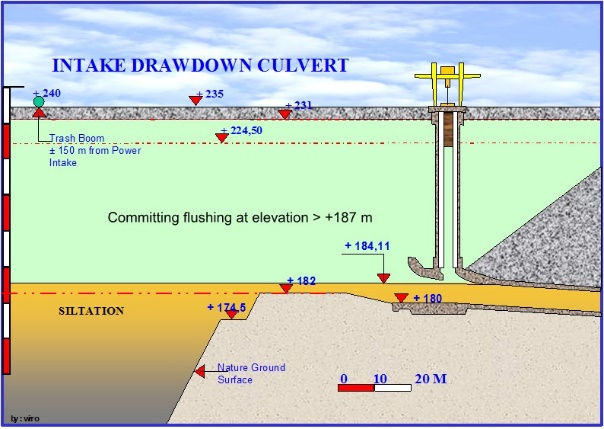 INTAKE DRAWDOWN CULVERT
+ 240
+ 235
+ 231
+ 224,50
Trash Boom
± 150 m from Power
Intake
Committing flushing at elevation > +187 m
+ 184,11
+ 182
+ 180
+ 174,5
SILTATION
Nature Ground
Surface
0 10 20 M
by : wiro